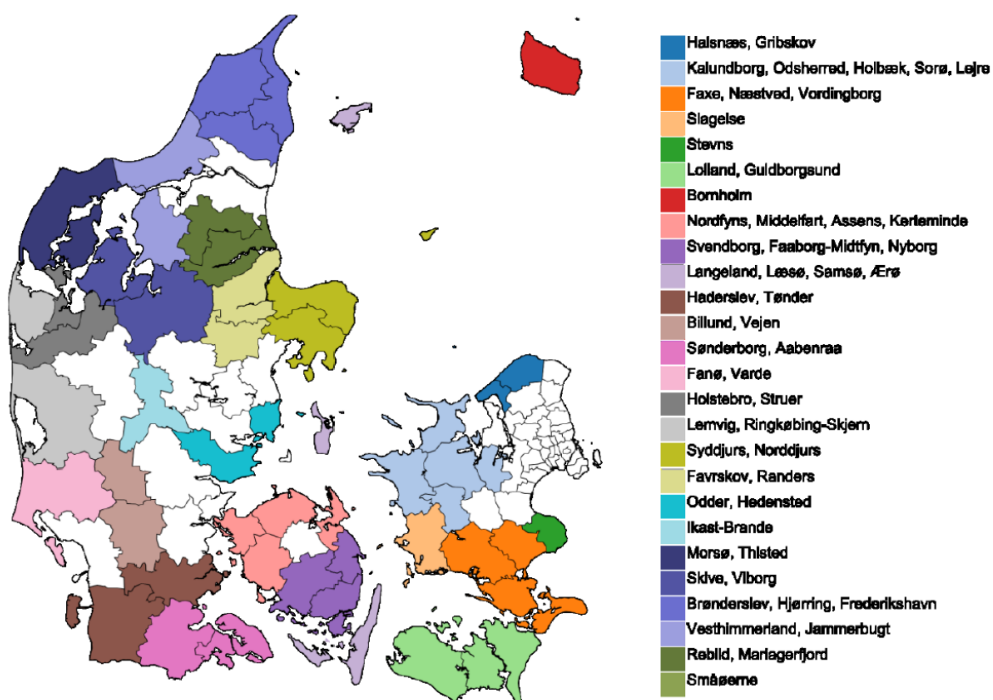 Halsnæs, Gribskov
Kalundborg, Odsherred, Holbæk, Sorø, Lejre
Faxe, Næstved, Vordingborg
Slagelse
Stevns
Lolland, Guldborgsund
Bornholm
Nordfyns, Middelfart, Assens, Kerteminde
Svendborg, Faaborg-Midtfyn, Nyborg
Langeland, Læsø, Samsø, Ærø
Haderslev, Tønder
Billund, Vejen
Sønderborg, Aabenraa
Fanø, Varde
Holstebro, Struer
Lemvig, Ringkøbing-Skjern
Syddjurs, Norddjurs
Favrskov, Randers
Odder, Hedensted
Ikast-Brande
Morsø, Thisted
Skive, Viborg
Brønderslev, Hjørring, Frederikshavn
Vesthimmerland, Jammerbugt
Rebild, Mariagerfjord
Småøerne